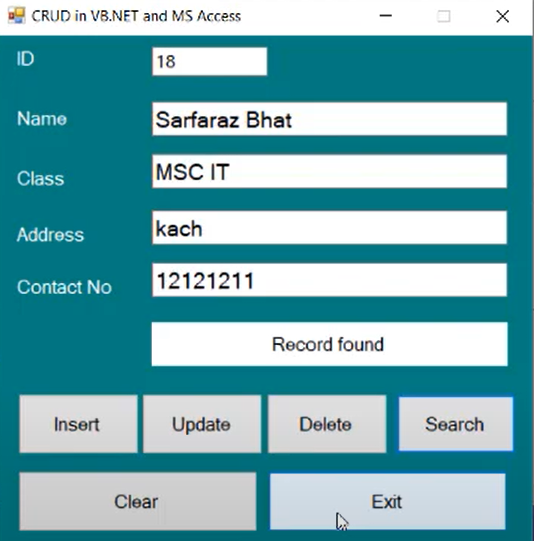 CRUD in VB.NET and MS Access
ID 18
Name Sarfaraz Bhat
Class MSC IT
Address kach
Contact No 12121211
Record found
Insert Update Delete Search
Clear Exit